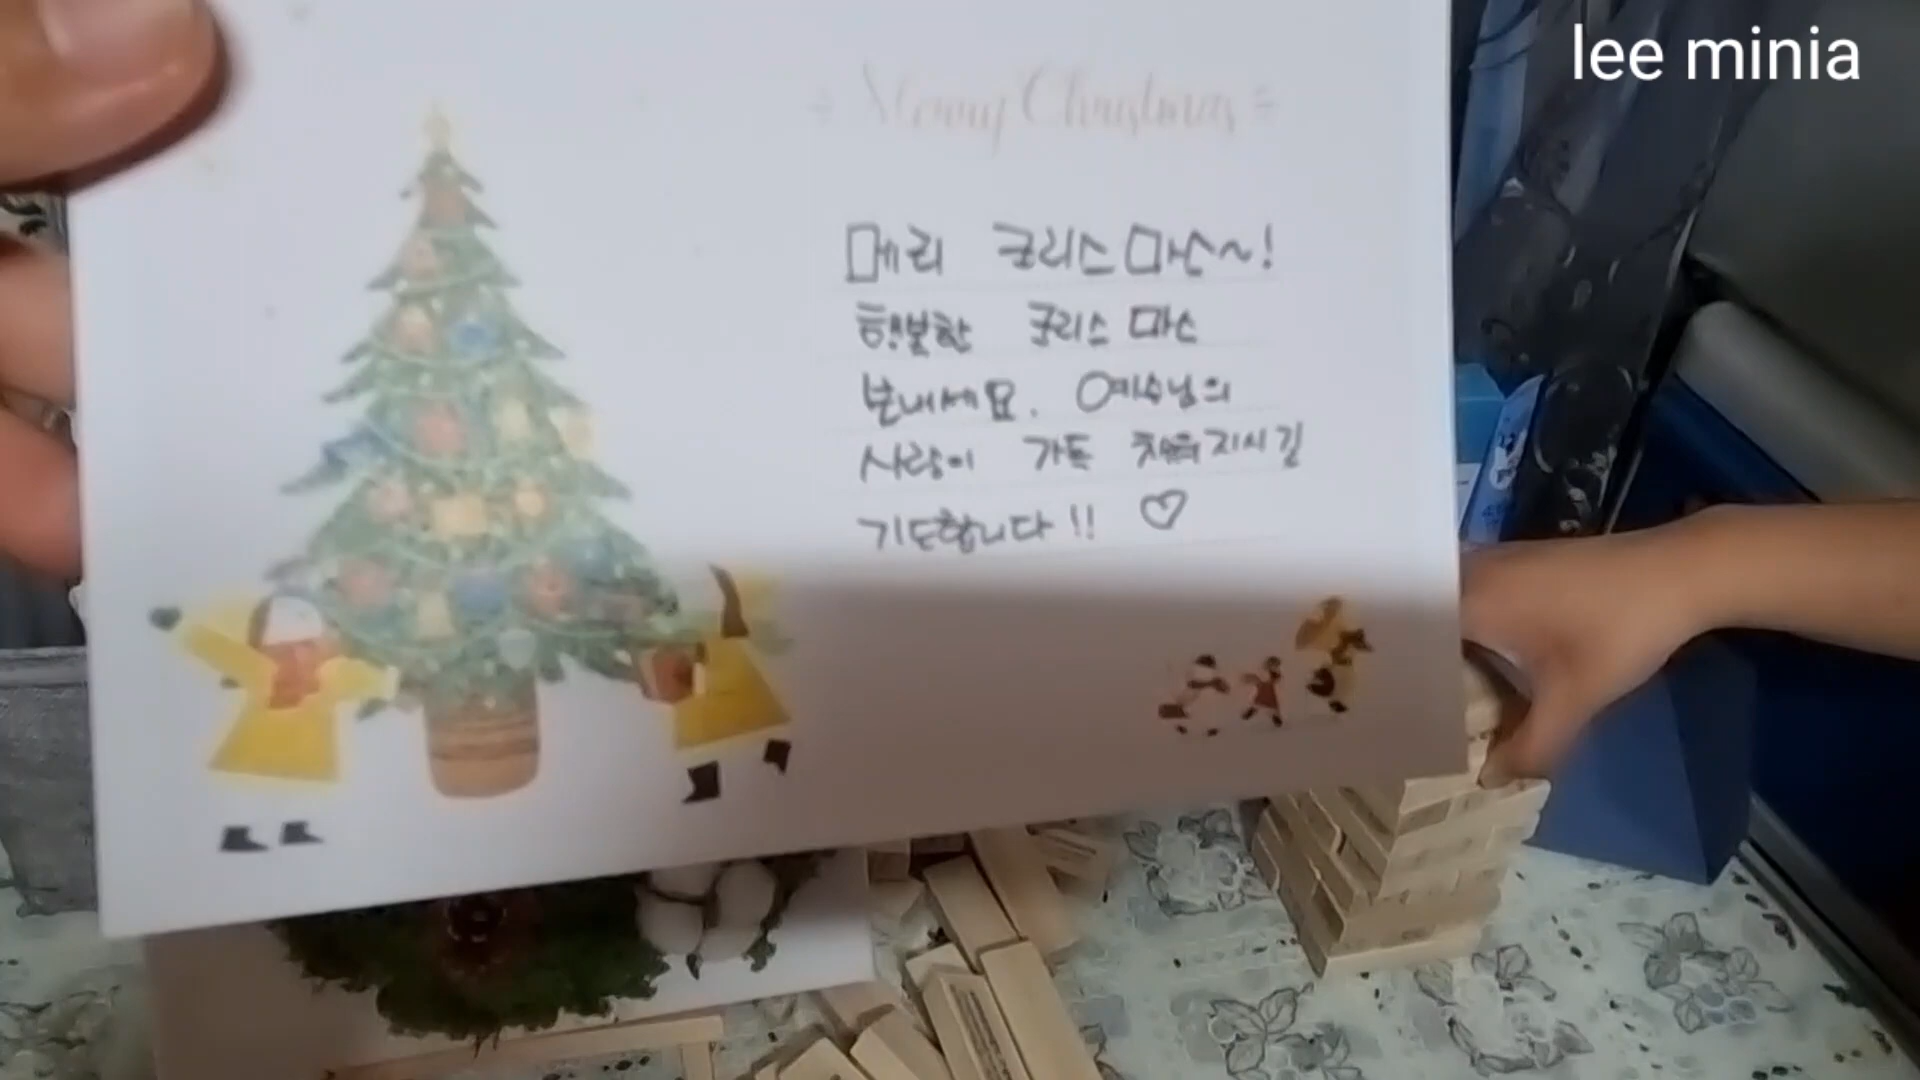 lee minia
Merry Christmas
메리 크리스마스~!
행복한 크리스마스
보내세요. 예수님의
사랑이 가득 채워지시길
기도합니다!! ♡